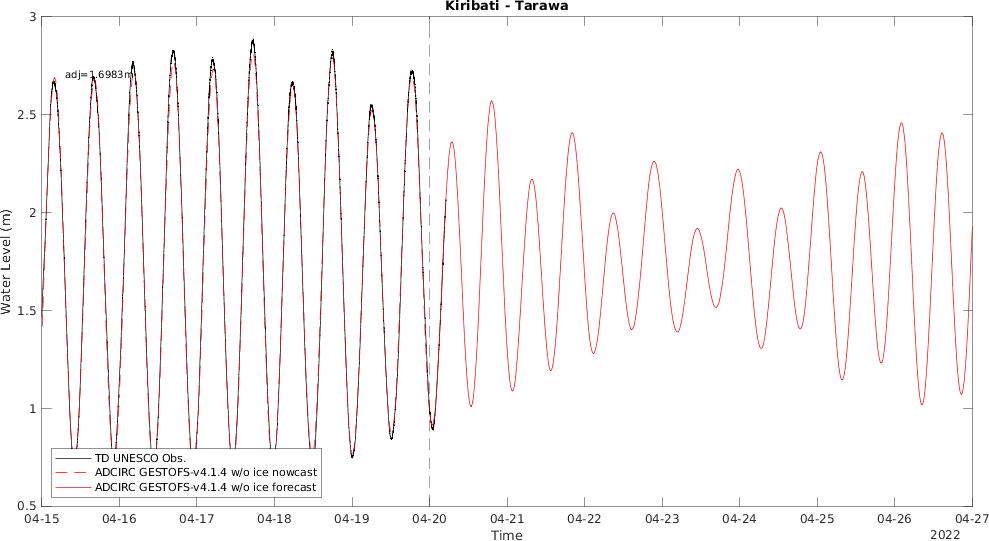 Kiribati - Tarawa
3
adj=1.6983m
2.5
2
Water Level (m)
1.5
1
TD UNESCO Obs.
ADCIRC GESTOFS-v4.1.4 w/o ice nowcast
ADCIRC GESTOFS-v4.1.4 w/o ice forecast
0.5
04-15 04-16 04-17 04-18 04-19 04-20 04-21 04-22 04-23 04-24 04-25 04-26 04-27
Time
2022